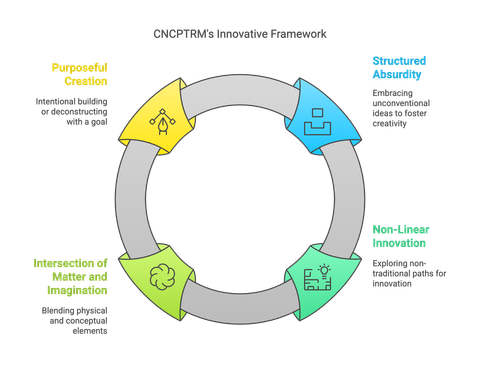 CNCPTRM's Innovative Framework
Purposeful
Creation
Intentional building
or deconstructing
with a goal
Structured
Absurdity
Embracing
unconventional
ideas to foster
creativity
Intersection of
Matter and
Imagination
Blending physical
and conceptual
elements
Non-Linear
Innovation
Exploring non-
traditional paths for
innovation